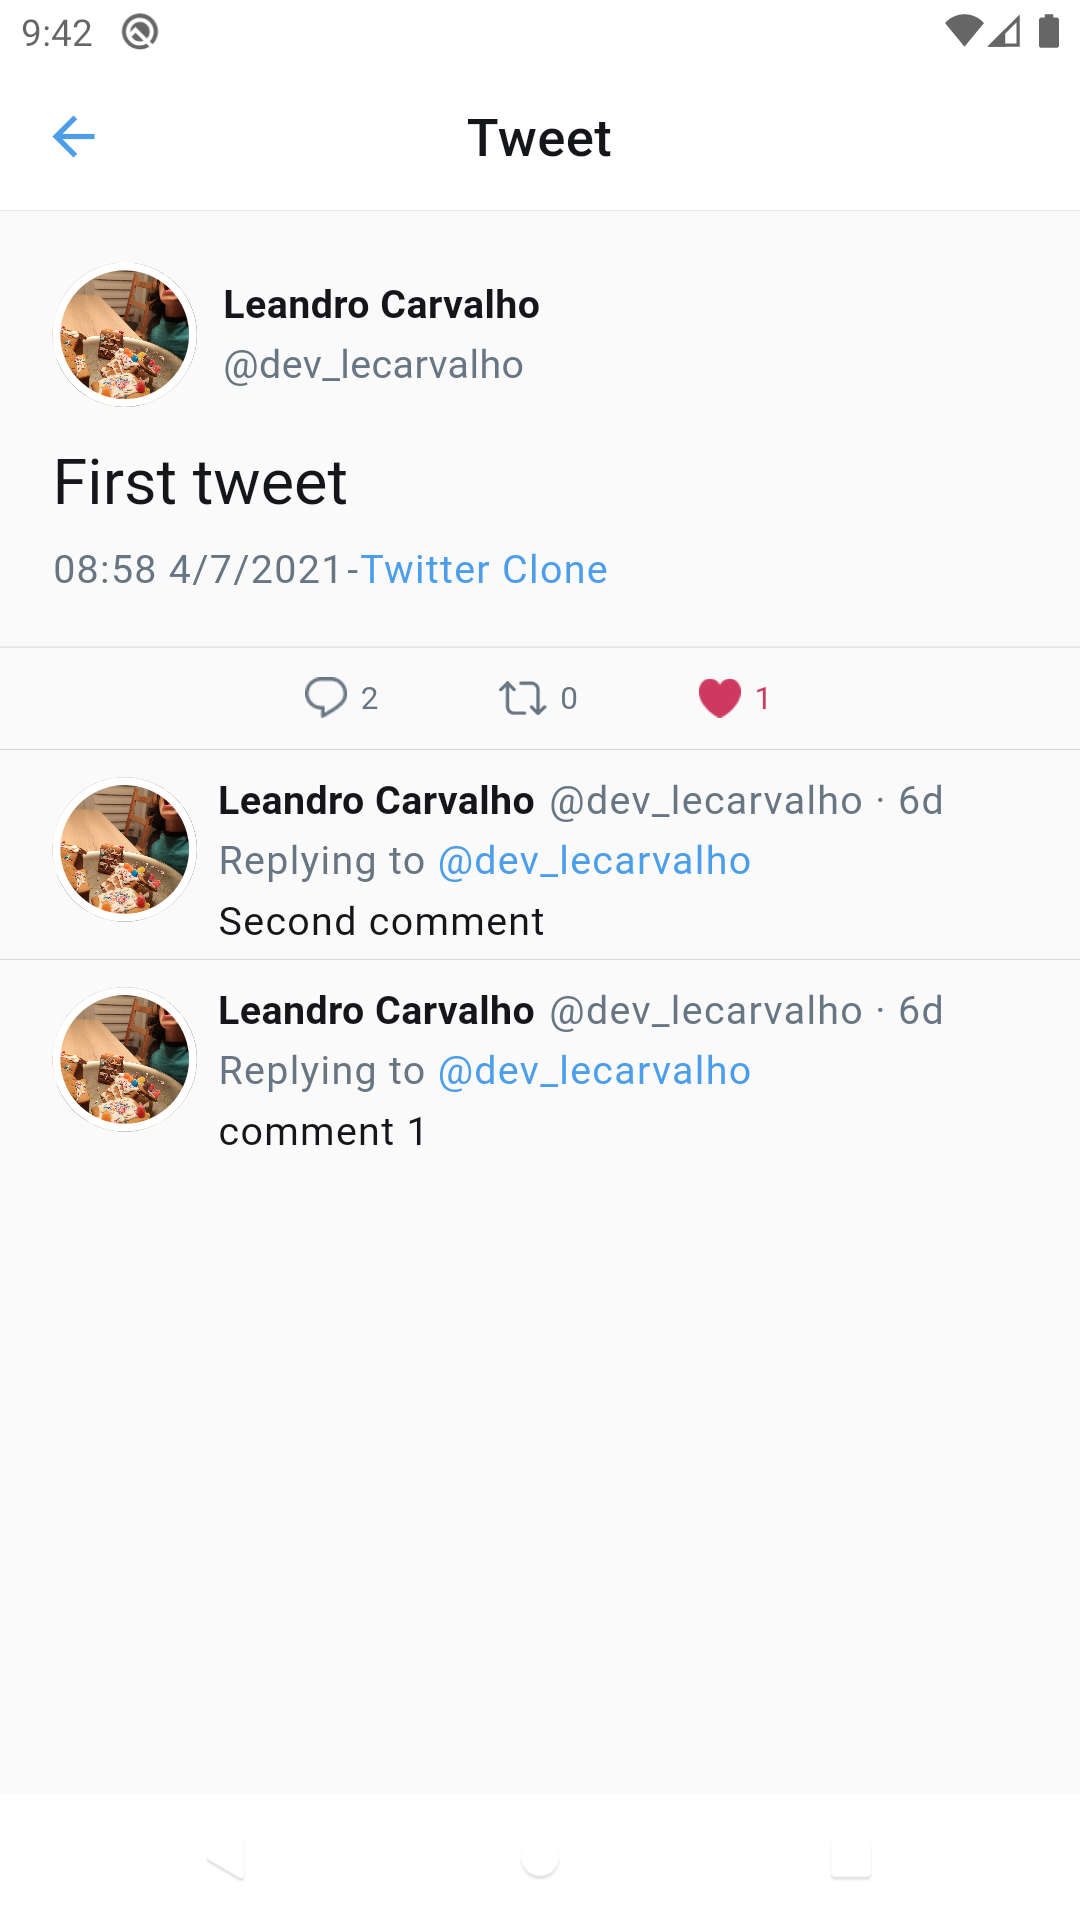 9:42
Tweet
Leandro Carvalho
@dev_lecarvalho
First tweet
08:58 4/7/2021-Twitter Clone
2 0 1
Leandro Carvalho @dev_lecarvalho · 6d
Replying to @dev_lecarvalho
Second comment
Leandro Carvalho @dev_lecarvalho · 6d
Replying to @dev_lecarvalho
comment 1